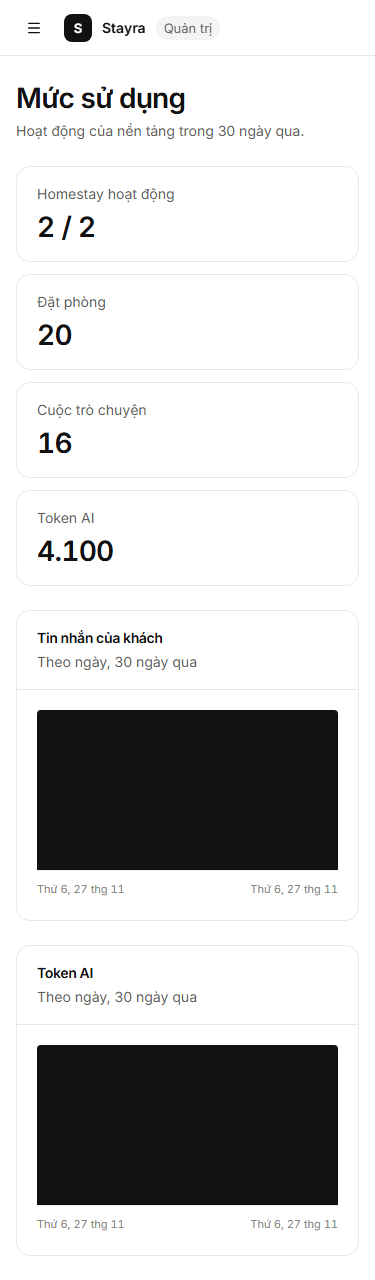 S Stayra Quản trị
Mức sử dụng
Hoạt động của nền tảng trong 30 ngày qua.
Homestay hoạt động
2 / 2
Đặt phòng
20
Cuộc trò chuyện
16
Token AI
4.100
Tin nhắn của khách
Theo ngày, 30 ngày qua
Thứ 6, 27 thg 11 Thứ 6, 27 thg 11
Token AI
Theo ngày, 30 ngày qua
Thứ 6, 27 thg 11 Thứ 6, 27 thg 11